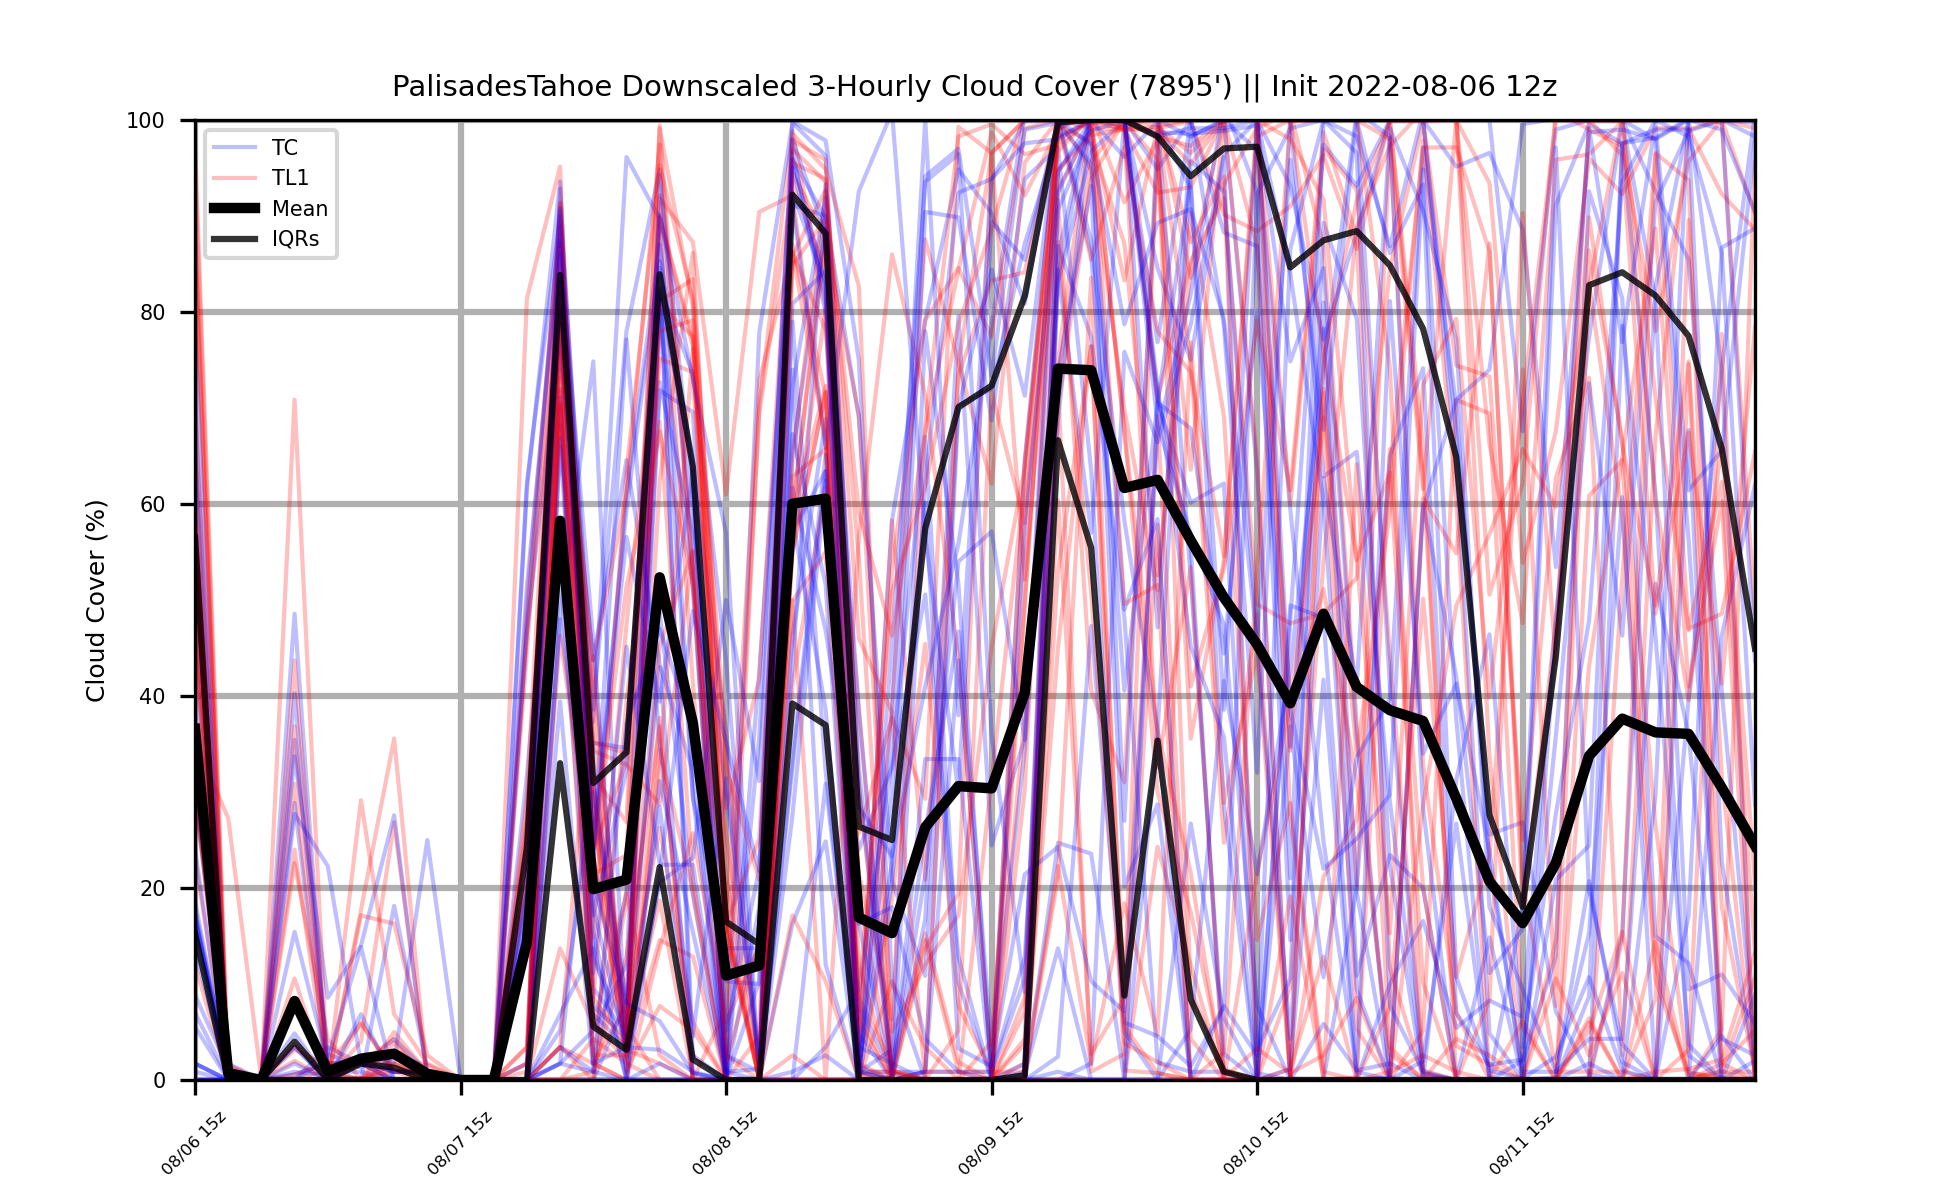 PalisadesTahoe Downscaled 3-Hourly Cloud Cover (7895') || Init 2022-08-06 12z
TC
TL1
Mean
IQRs
Cloud Cover (%)
100
80
60
40
20
0
08/06 15z
08/07 15z
08/08 15z
08/09 15z
08/10 15z
08/11 15z